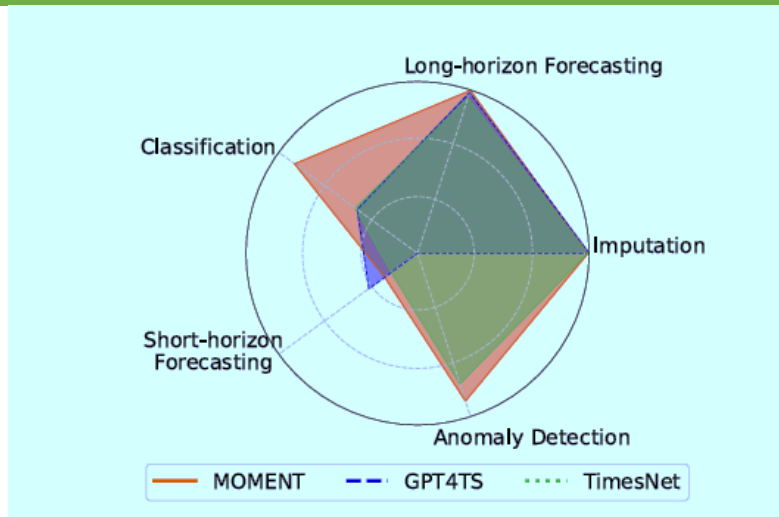 Long-horizon Forecasting
Classification
Imputation
Short-horizon
Forecasting
Anomaly Detection
MOMENT
GPT4TS
TimesNet